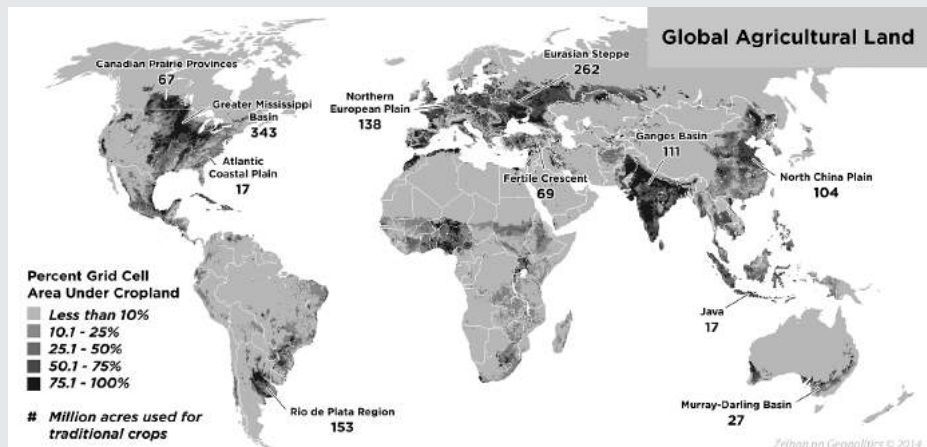 Global Agricultural Land
Canadian Prairie Provinces
67
Greater Mississippi
Basin
343
Atlantic
Coastal Plain
17
Northern
European Plain
138
Eurasian Steppe
262
Ganges Basin
111
Fertile Crescent
69
North China Plain
104
Java
17
Murray-Darling Basin
27
Rio de Plata Region
153
Percent Grid Cell
Area Under Cropland
Less than 10%
10.1 - 25%
25.1 - 50%
50.1 - 75%
75.1 - 100%
# Million acres used for
traditional crops
Zeihan on Geopolitics © 2014